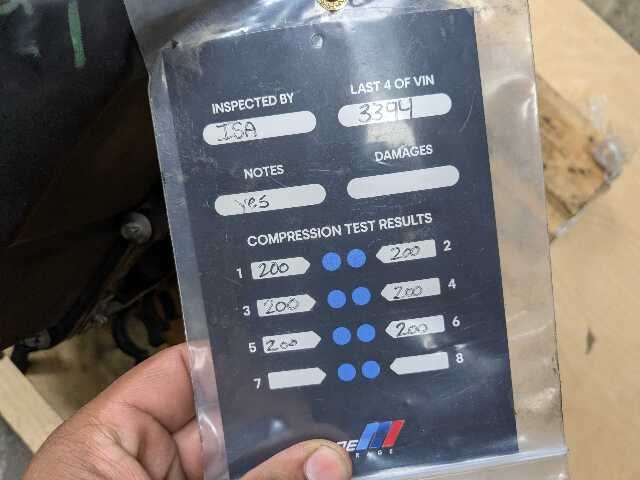 INSPECTED BY
ISA
LAST 4 OF VIN
3394
NOTES
yes
DAMAGES
COMPRESSION TEST RESULTS
1 200 200 2
3 200 200 4
5 200 200 6
7 8